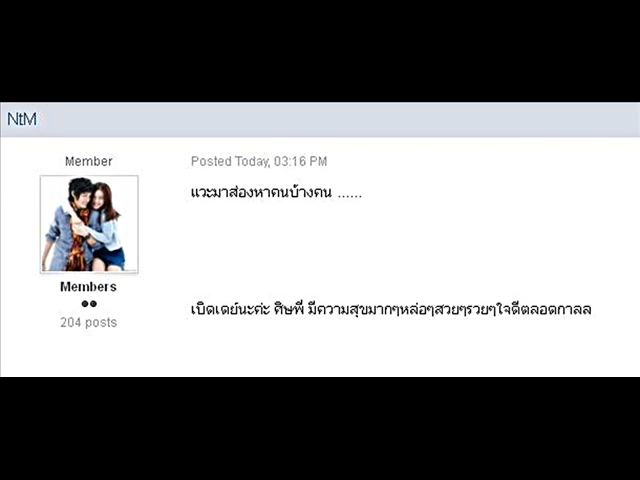 NtM
Member
Posted Today, 03:16 PM
แวะมาส่องหาคนบ้างคน ......
Members
204 posts
เบิดเดย์นะค่ะ ศิษพี่ มีความสุขมากๆหล่อๆสวยๆรวยๆใจดีตลอดกาลล